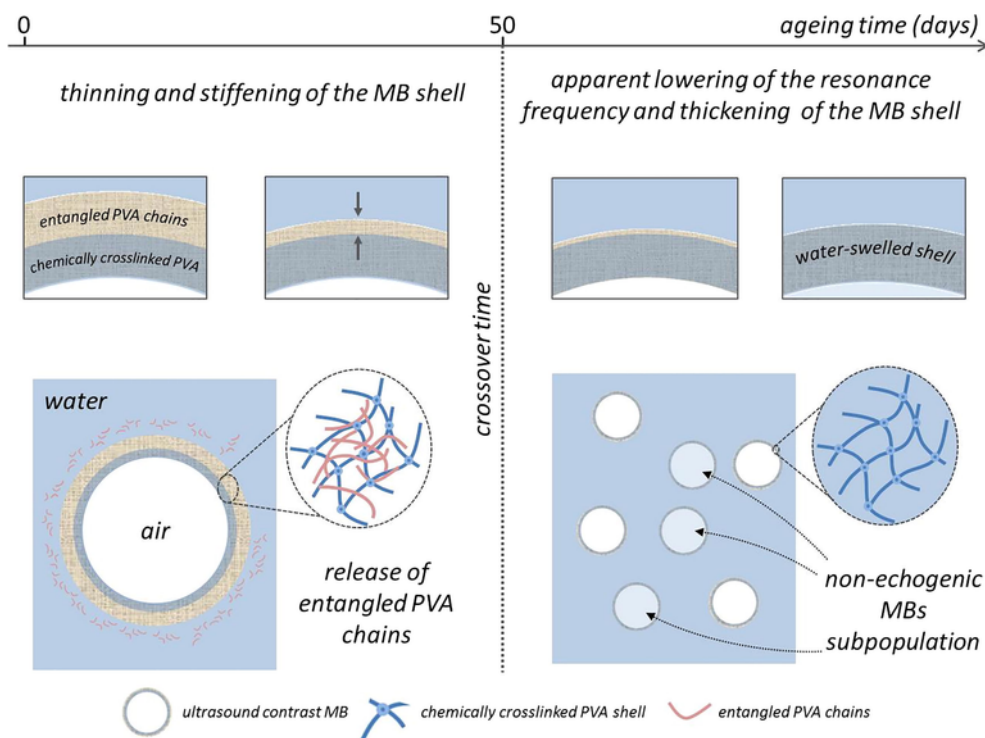 0
50
ageing time (days)
thinning and stiffening of the MB shell
apparent lowering of the resonance
frequency and thickening of the MB shell
entangled PVA chains
chemically crosslinked PVA
water-swelled shell
crossover time
water
air
release of
entangled PVA
chains
non-echogenic
MBs
subpopulation
ultrasound contrast MB
chemically crosslinked PVA shell
entangled PVA chains